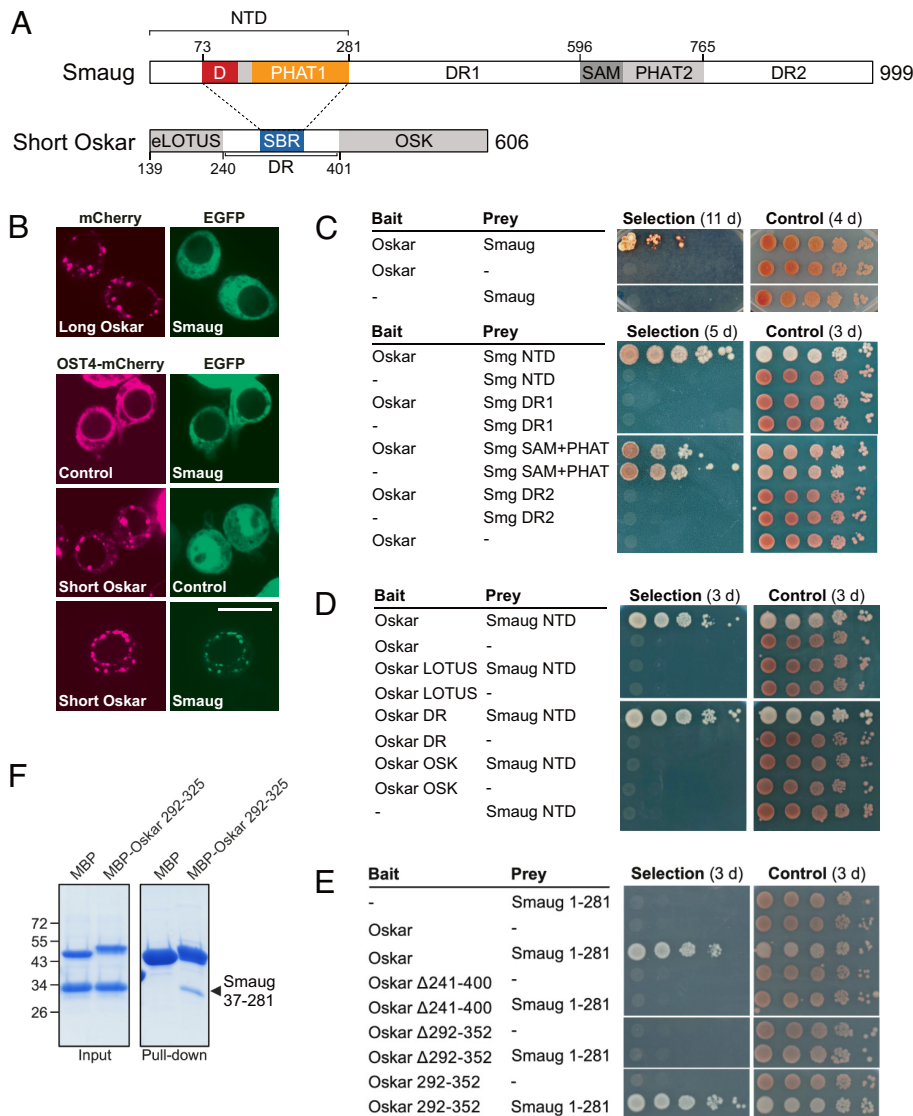 A
NTD
73 281 596 765
Smaug D PHAT1 DR1 SAM PHAT2 DR2 999
Short Oskar eLOTUS SBR OSK 606
139 240 DR 401
B
mCherry EGFP
Long Oskar Smaug
OST4-mCherry EGFP
Control Smaug
Short Oskar Control
Short Oskar Smaug
C
Bait Prey Selection (11 d) Control (4 d)
Oskar Smaug
Oskar -
- Smaug
Bait Prey Selection (5 d) Control (3 d)
Oskar Smg NTD
- Smg NTD
Oskar Smg DR1
- Smg DR1
Oskar Smg SAM+PHAT
- Smg SAM+PHAT
Oskar Smg DR2
- Smg DR2
Oskar -
D
Bait Prey Selection (3 d) Control (3 d)
Oskar Smaug NTD
Oskar -
Oskar LOTUS Smaug NTD
Oskar LOTUS -
Oskar DR Smaug NTD
Oskar DR -
Oskar OSK Smaug NTD
Oskar OSK -
- Smaug NTD
E
Bait Prey Selection (3 d) Control (3 d)
- Smaug 1-281
Oskar -
Oskar Smaug 1-281
Oskar Δ241-400 -
Oskar Δ241-400 Smaug 1-281
Oskar Δ292-352 -
Oskar Δ292-352 Smaug 1-281
Oskar 292-352 -
Oskar 292-352 Smaug 1-281
F
MBP MBP-Oskar 292-325 MBP MBP-Oskar 292-325
72
55
43
34
26
Smaug
37-281
Input Pull-down